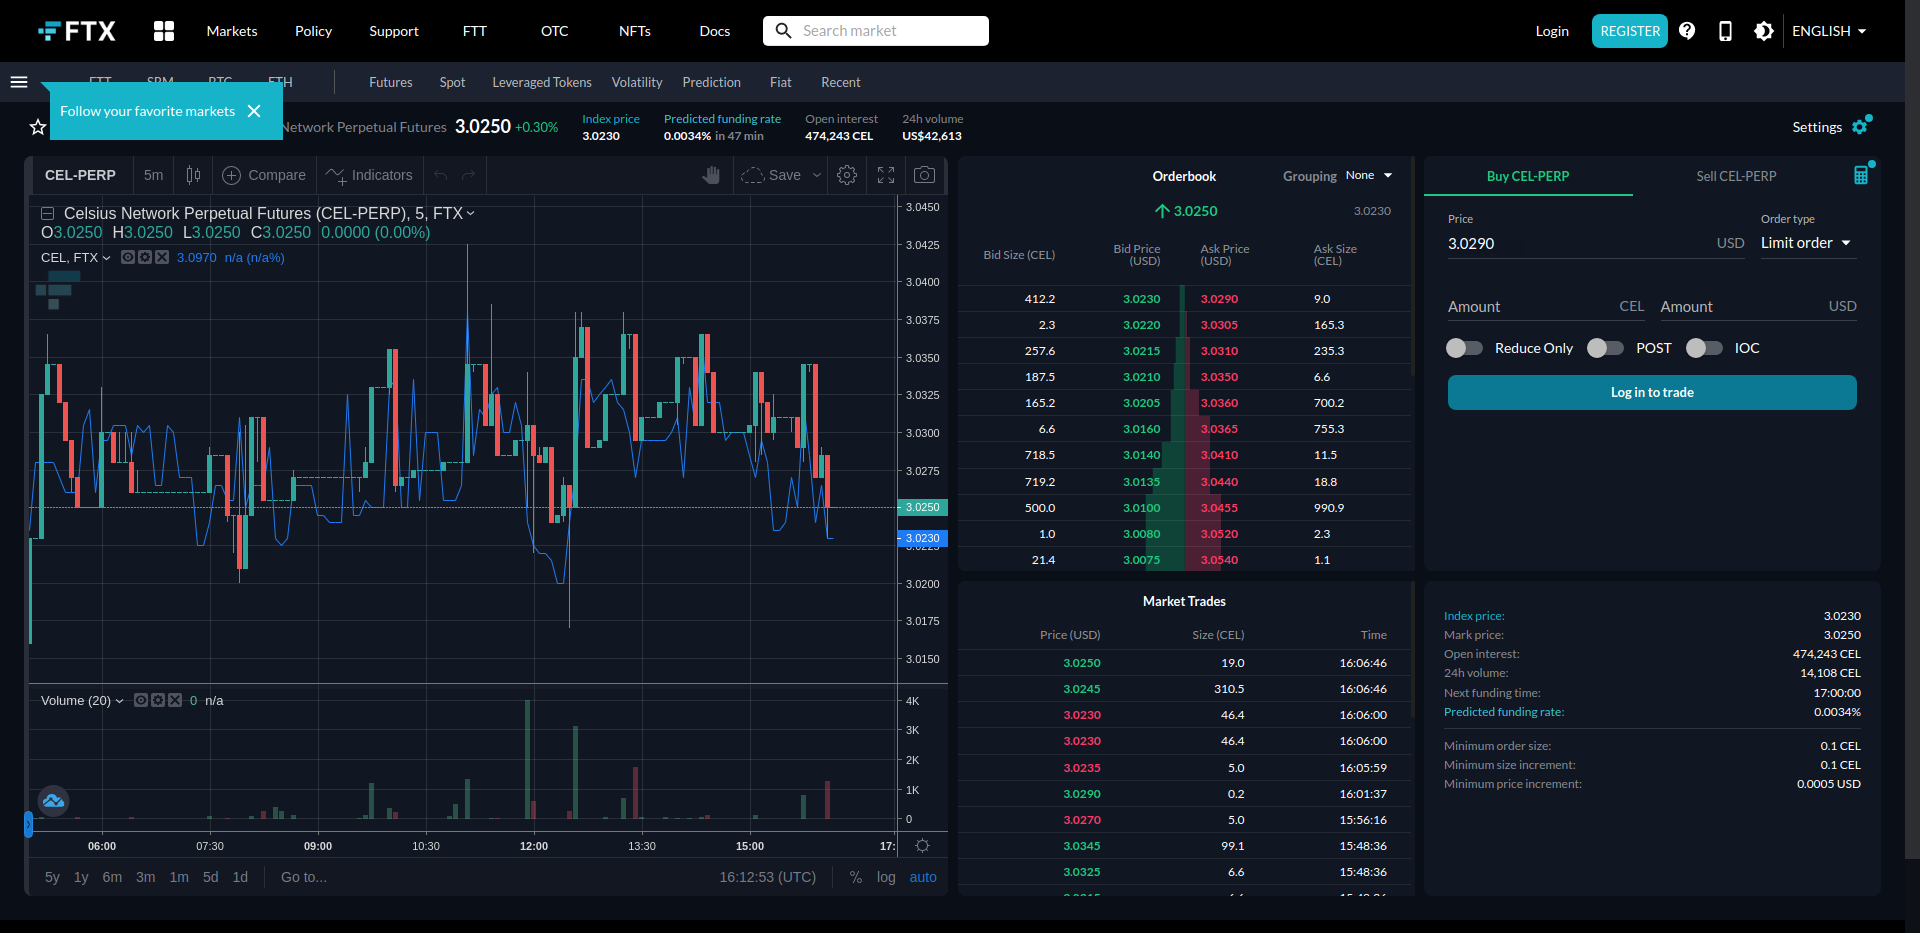 FTX Markets Policy Support FTT OTC NFTs Docs Search market Login REGISTER ENGLISH
Futures Spot Leveraged Tokens Volatility Prediction Fiat Recent
Follow your favorite markets
Network Perpetual Futures 3.0250 +0.30%
Index price
3.0230
Predicted funding rate
0.0034% in 47 min
Open interest
474,243 CEL
24h volume
US$42,613
Settings
CEL-PERP 5m Compare Indicators Save
Celsius Network Perpetual Futures (CEL-PERP), 5, FTX
O3.0250 H3.0250 L3.0250 C3.0250 0.0000 (0.00%)
CEL, FTX 3.0970 n/a (n/a%)
3.0450
3.0425
3.0400
3.0375
3.0350
3.0325
3.0300
3.0275
3.0250
3.0230
3.0200
3.0175
3.0150
Volume (20) 0 n/a
4K
3K
2K
1K
0
06:00 07:30 09:00 10:30 12:00 13:30 15:00 17:
5y 1y 6m 3m 1m 5d 1d Go to... 16:12:53 (UTC) % log auto
Orderbook Grouping None
3.0250 3.0230
Bid Size (CEL) Bid Price (USD) Ask Price (USD) Ask Size (CEL)
412.2 3.0230 3.0290 9.0
2.3 3.0220 3.0305 165.3
257.6 3.0215 3.0310 235.3
187.5 3.0210 3.0350 6.6
165.2 3.0205 3.0360 700.2
6.6 3.0160 3.0365 755.3
718.5 3.0140 3.0410 11.5
719.2 3.0135 3.0440 18.8
500.0 3.0100 3.0455 990.9
1.0 3.0080 3.0520 2.3
21.4 3.0075 3.0540 1.1
Market Trades
Price (USD) Size (CEL) Time
3.0250 19.0 16:06:46
3.0245 310.5 16:06:46
3.0230 46.4 16:06:00
3.0230 46.4 16:06:00
3.0235 5.0 16:05:59
3.0290 0.2 16:01:37
3.0270 5.0 15:56:16
3.0345 99.1 15:48:36
3.0325 6.6 15:48:36
Buy CEL-PERP Sell CEL-PERP
Price Order type
3.0290 USD Limit order
Amount CEL Amount USD
Reduce Only POST IOC
Log in to trade
Index price: 3.0230
Mark price: 3.0250
Open interest: 474,243 CEL
24h volume: 14,108 CEL
Next funding time: 17:00:00
Predicted funding rate: 0.0034%
Minimum order size: 0.1 CEL
Minimum size increment: 0.1 CEL
Minimum price increment: 0.0005 USD